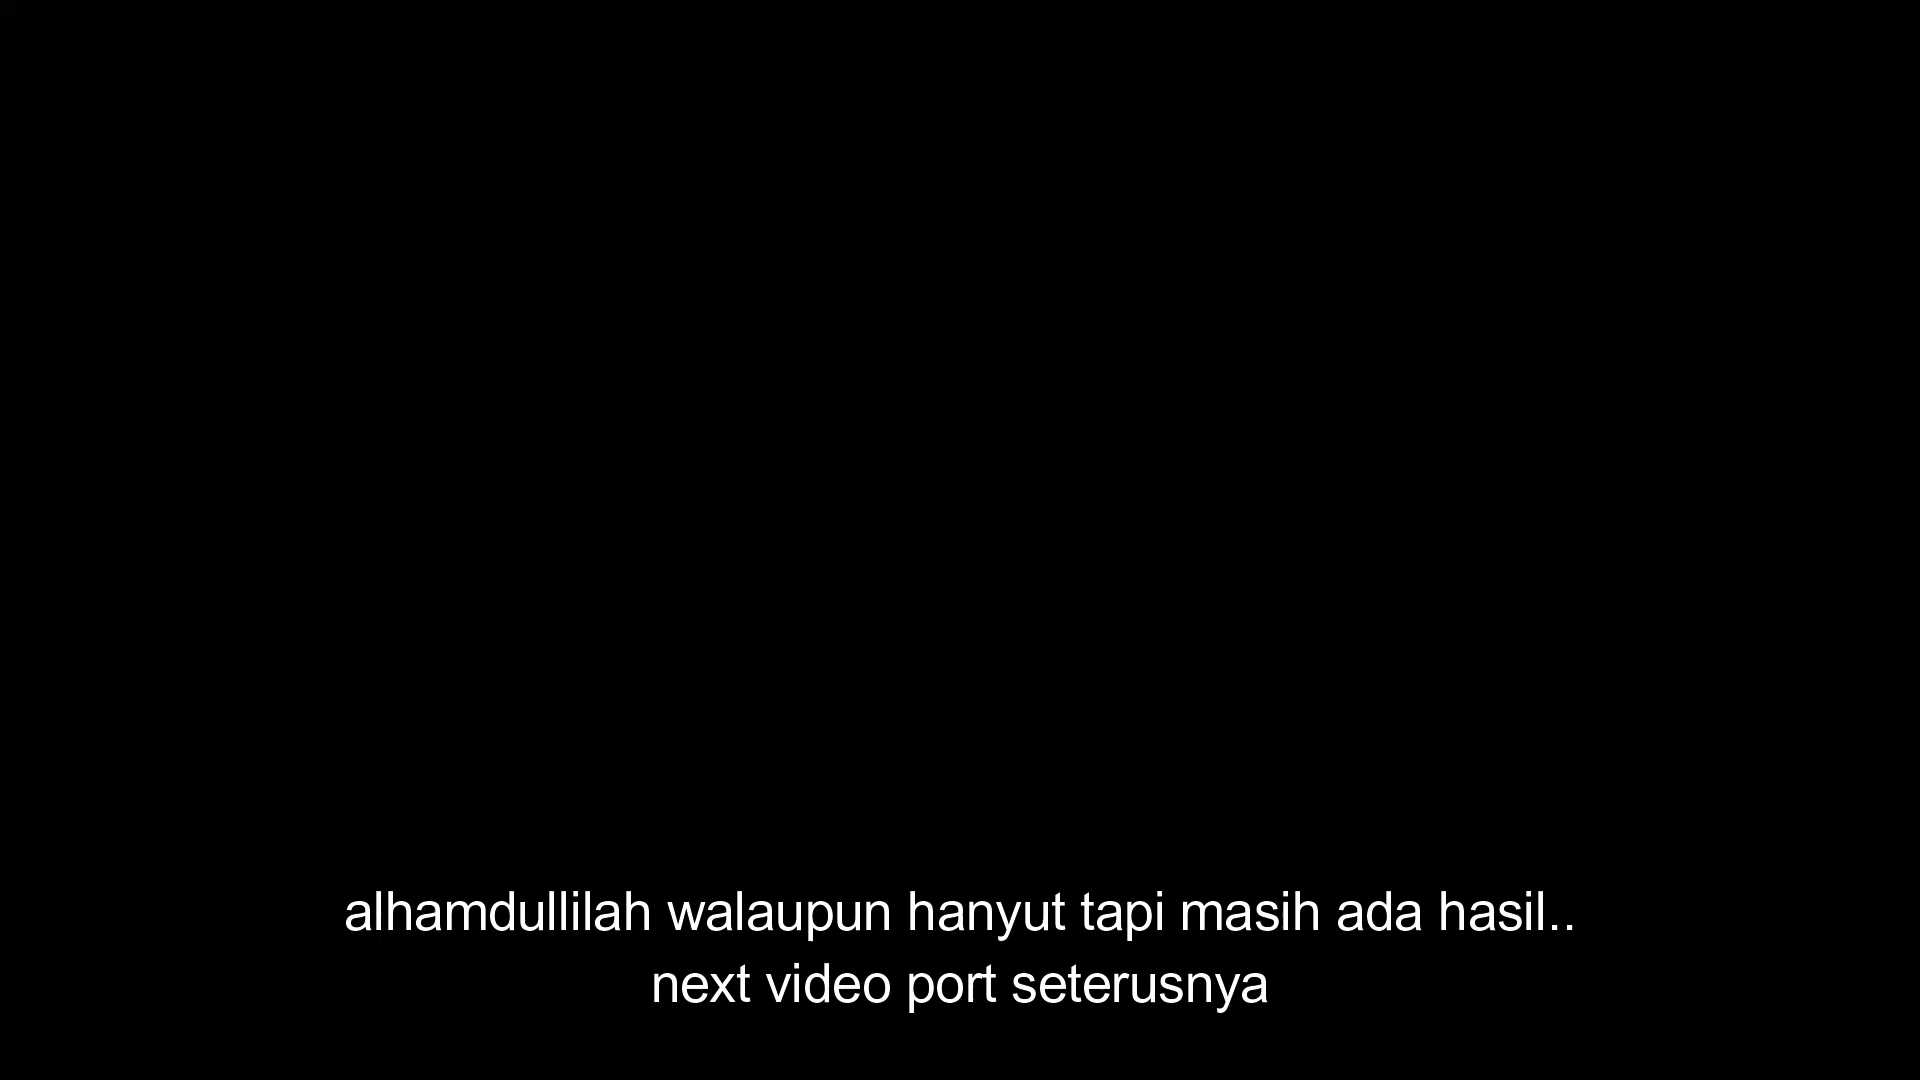 alhamdullilah walaupun hanyut tapi masih ada hasil..
next video port seterusnya